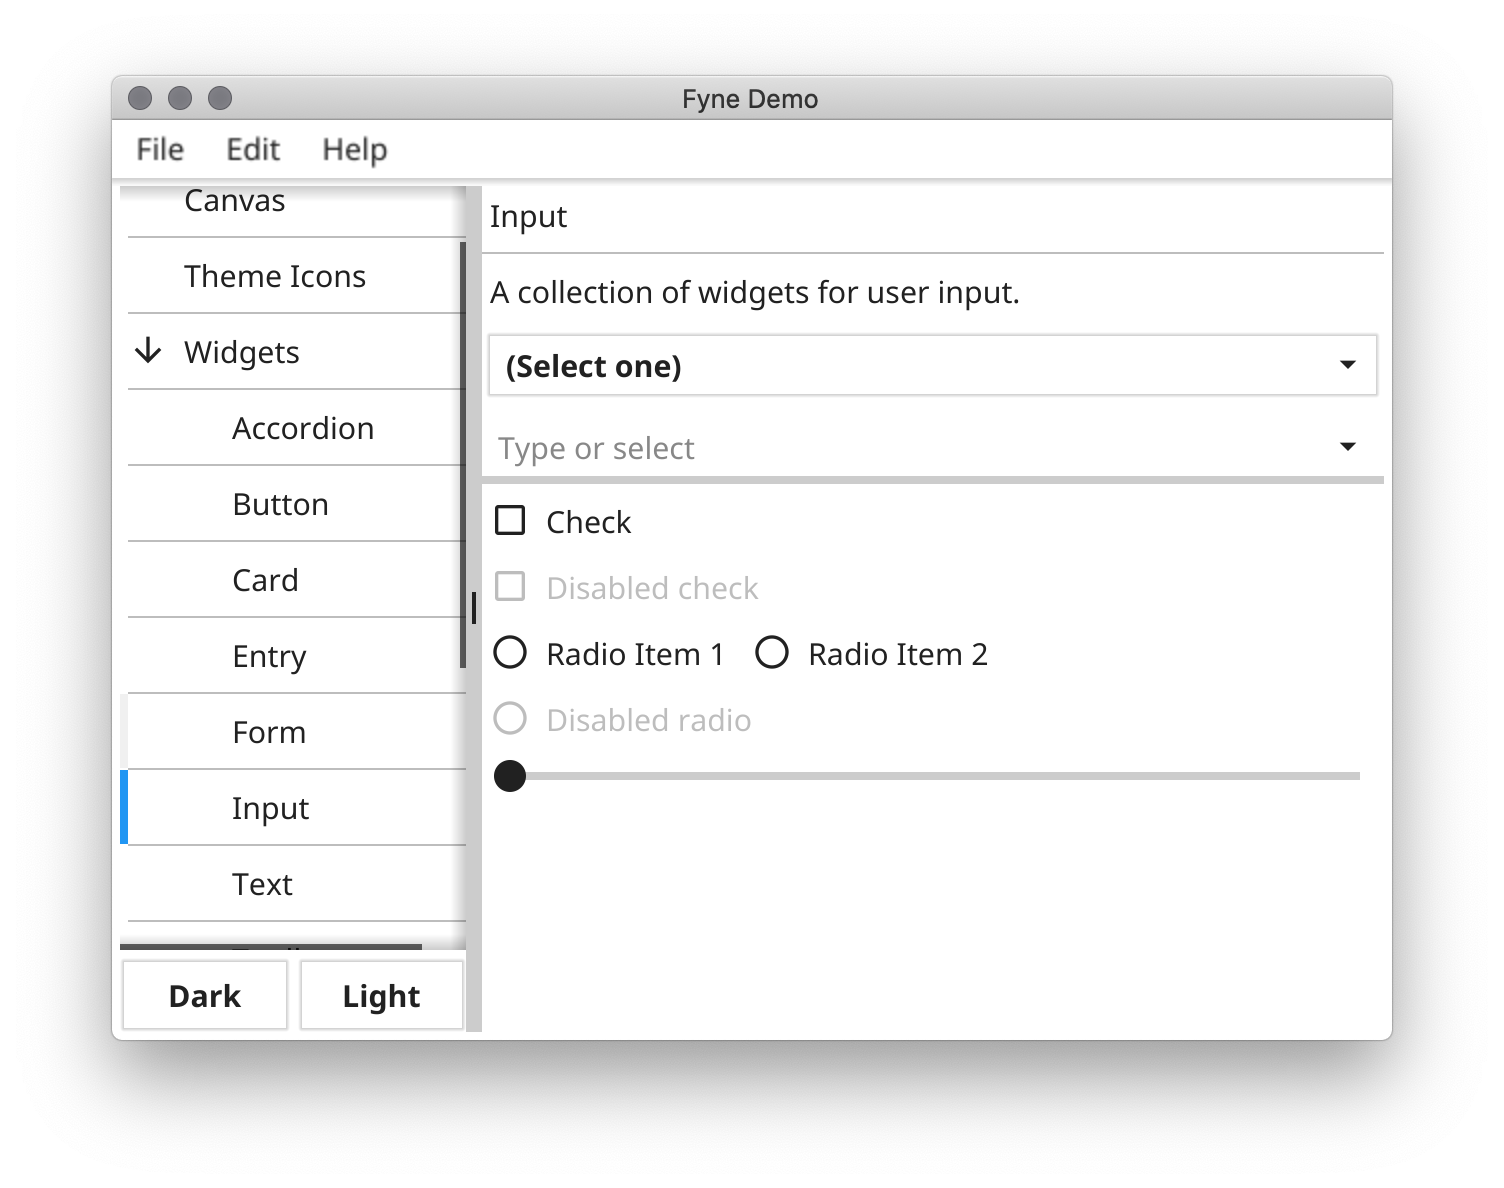 Fyne Demo
File Edit Help
Canvas
Theme Icons
Widgets
Accordion
Button
Card
Entry
Form
Input
Text
Dark Light
Input
A collection of widgets for user input.
(Select one)
Type or select
Check
Disabled check
Radio Item 1 Radio Item 2
Disabled radio